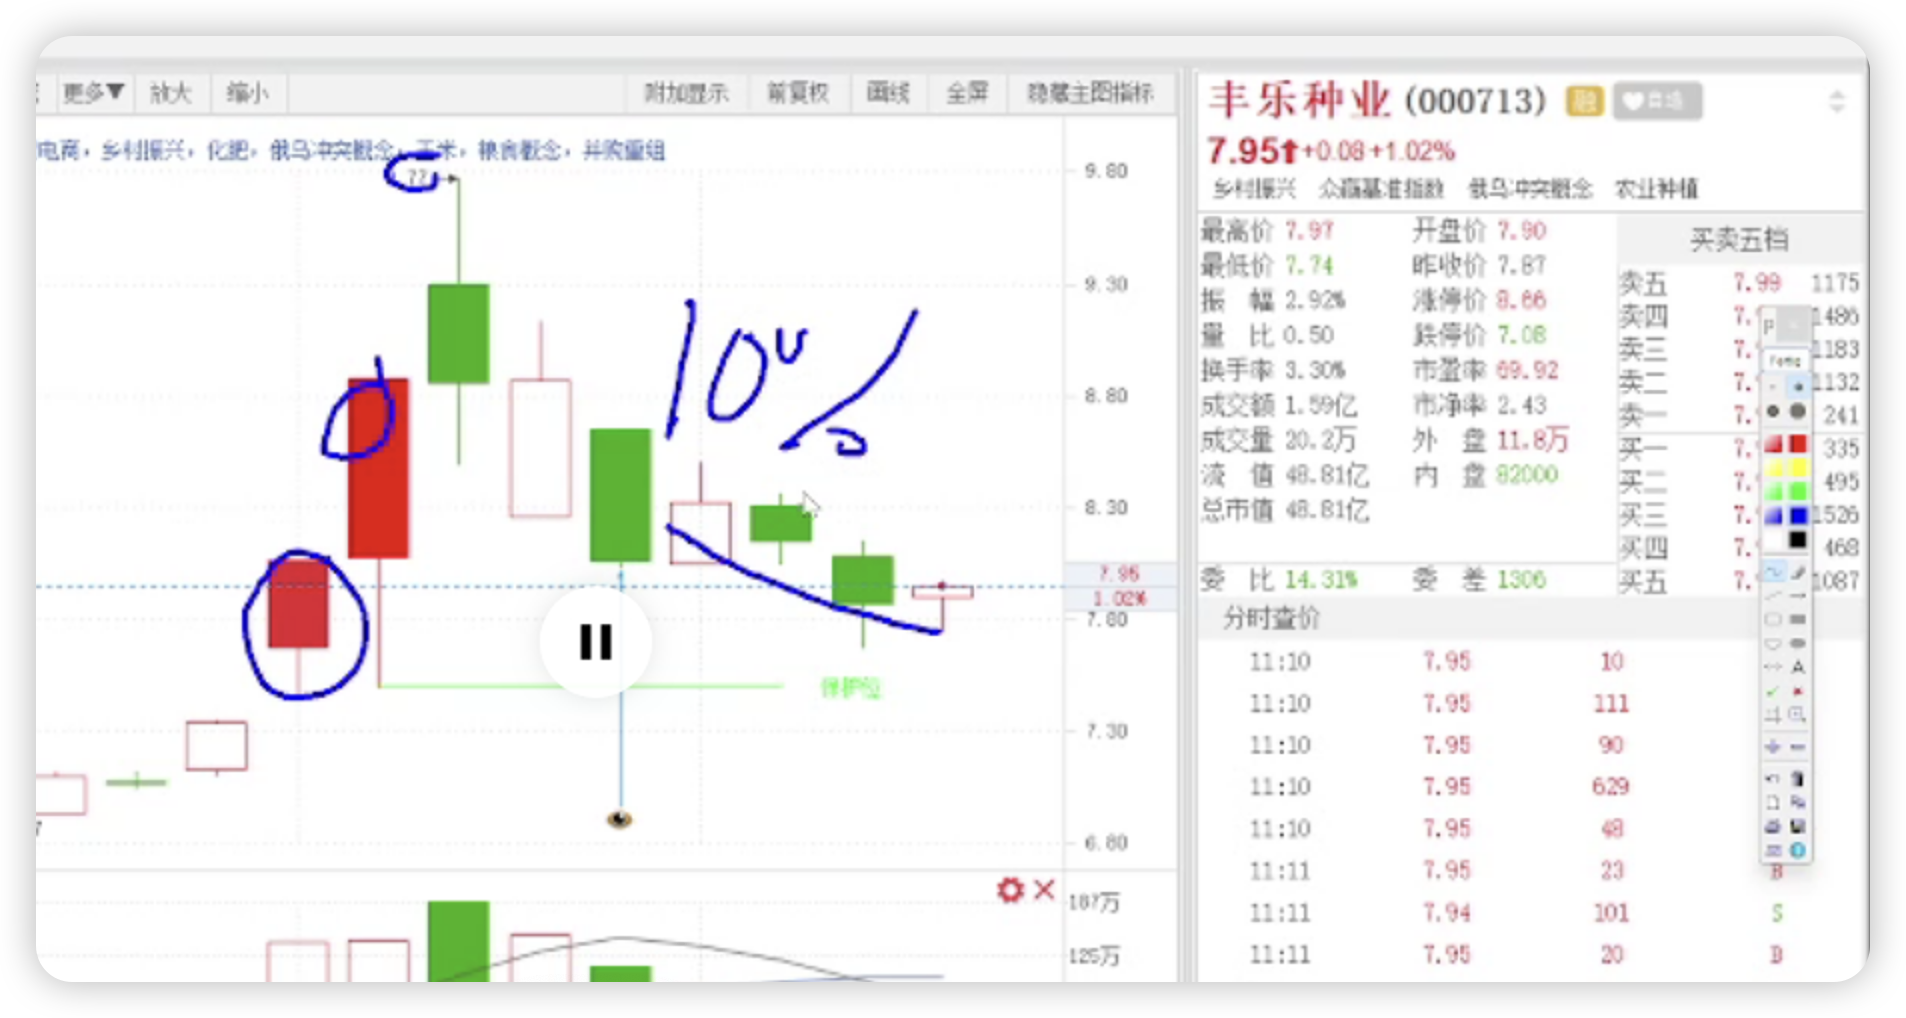 更多▼ 放大 缩小 附加显示 前复权 画线 全屏 隐藏主图指标
电商，乡村振兴，化肥，俄乌冲突概念，玉米，粮食概念，并购重组
77
9.80
9.30
8.80
8.30
7.95
1.02%
7.80
7.30
6.80
100%
保护位
187万
125万
丰乐种业 (000713) 融 自选
7.95 +0.08 +1.02%
乡村振兴 众赢基准指数 俄乌冲突概念 农业种植
最高价 7.97 开盘价 7.90
最低价 7.74 昨收价 7.87
振幅 2.92% 涨停价 8.66
量比 0.50 跌停价 7.08
换手率 3.30% 市盈率 69.92
成交额 1.59亿 市净率 2.43
成交量 20.2万 外盘 11.8万
流值 48.81亿 内盘 82000
总市值 48.81亿
委比 14.31% 委差 1306
买卖五档
卖五 7.99 1175
卖四 7. 1486
卖三 7. 1183
卖二 7. 1132
卖一 7. 241
买一 7. 335
买二 7. 495
买三 7. 1526
买四 7. 468
买五 7. 1087
分时查价
11:10 7.95 10
11:10 7.95 111
11:10 7.95 90
11:10 7.95 629
11:10 7.95 48
11:11 7.95 23 B
11:11 7.94 101 S
11:11 7.95 20 B